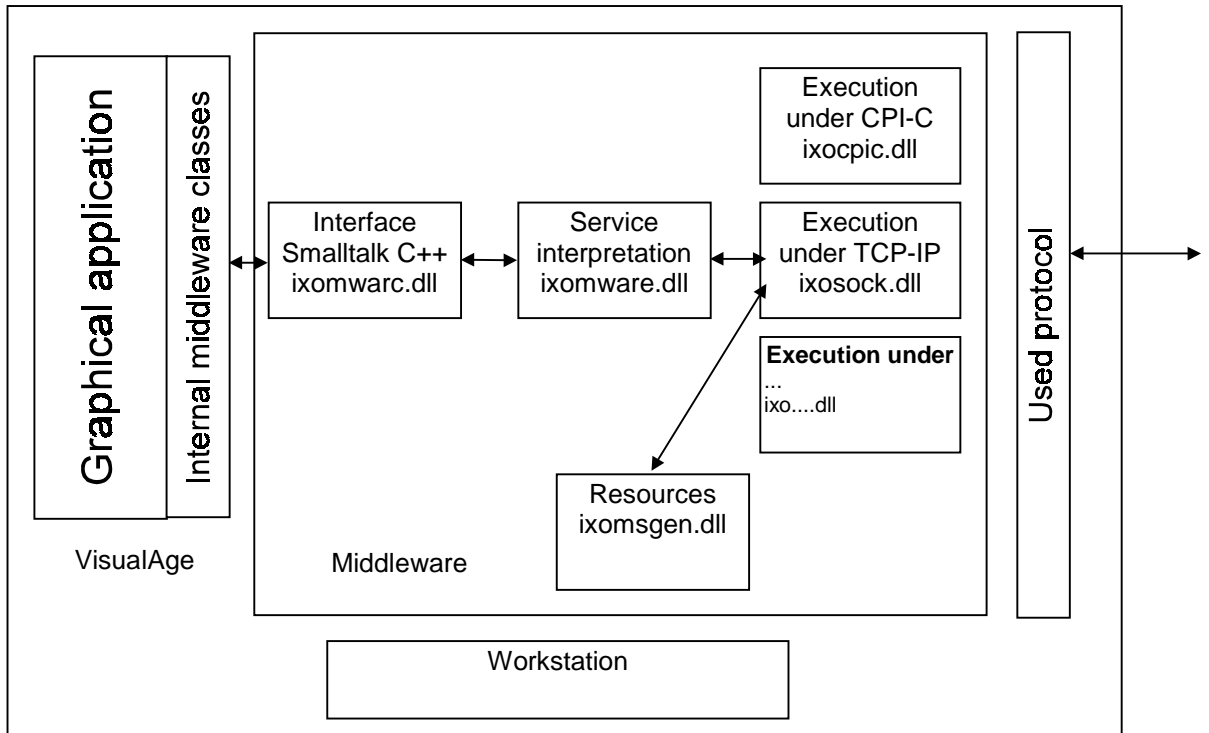 Graphical application
Internal middleware classes
VisualAge
Interface
Smalltalk C++
ixomwarc.dll
Service
interpretation
ixomware.dll
Execution
under CPI-C
ixocpic.dll
Execution
under TCP-IP
ixosock.dll
Execution under
...
ixo....dll
Resources
ixomsgen.dll
Middleware
Used protocol
Workstation